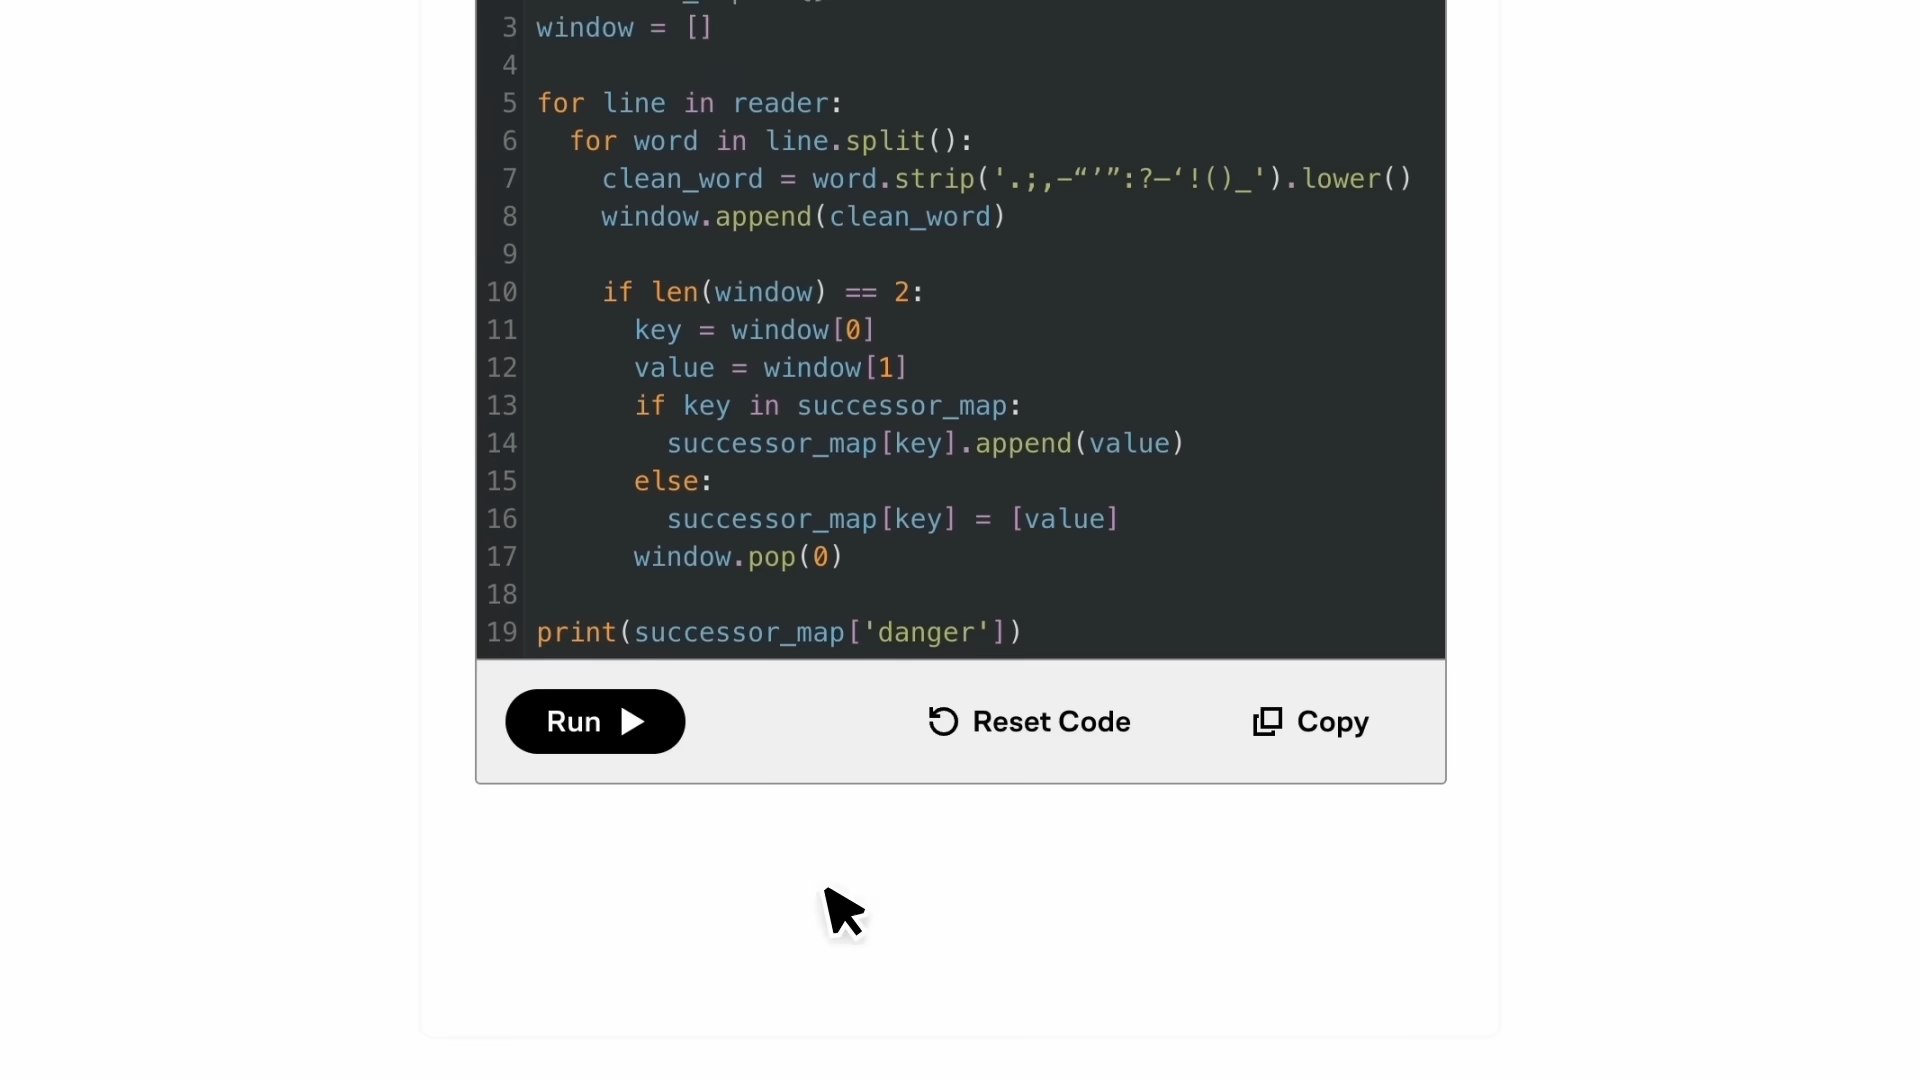 3 window = []
4
5 for line in reader:
6 for word in line.split():
7 clean_word = word.strip('.;,—“’”:?—‘!()_').lower()
8 window.append(clean_word)
9
10 if len(window) == 2:
11 key = window[0]
12 value = window[1]
13 if key in successor_map:
14 successor_map[key].append(value)
15 else:
16 successor_map[key] = [value]
17 window.pop(0)
18
19 print(successor_map['danger'])
Run Reset Code Copy